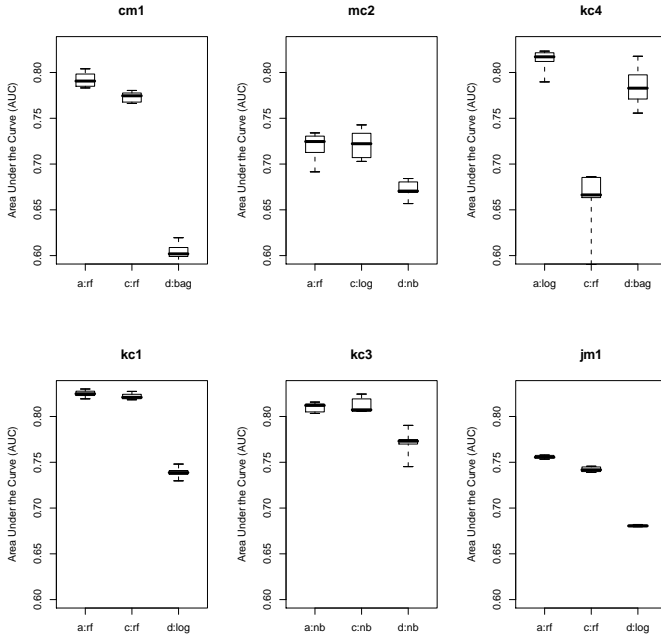 cm1
Area Under the Curve (AUC)
0.80
0.75
0.70
0.65
0.60
a:rf c:rf d:bag
mc2
Area Under the Curve (AUC)
0.80
0.75
0.70
0.65
0.60
a:rf c:log d:nb
kc4
Area Under the Curve (AUC)
0.80
0.75
0.70
0.65
0.60
a:log c:rf d:bag
kc1
Area Under the Curve (AUC)
0.80
0.75
0.70
0.65
0.60
a:rf c:rf d:log
kc3
Area Under the Curve (AUC)
0.80
0.75
0.70
0.65
0.60
a:nb c:nb d:nb
jm1
Area Under the Curve (AUC)
0.80
0.75
0.70
0.65
0.60
a:rf c:rf d:log